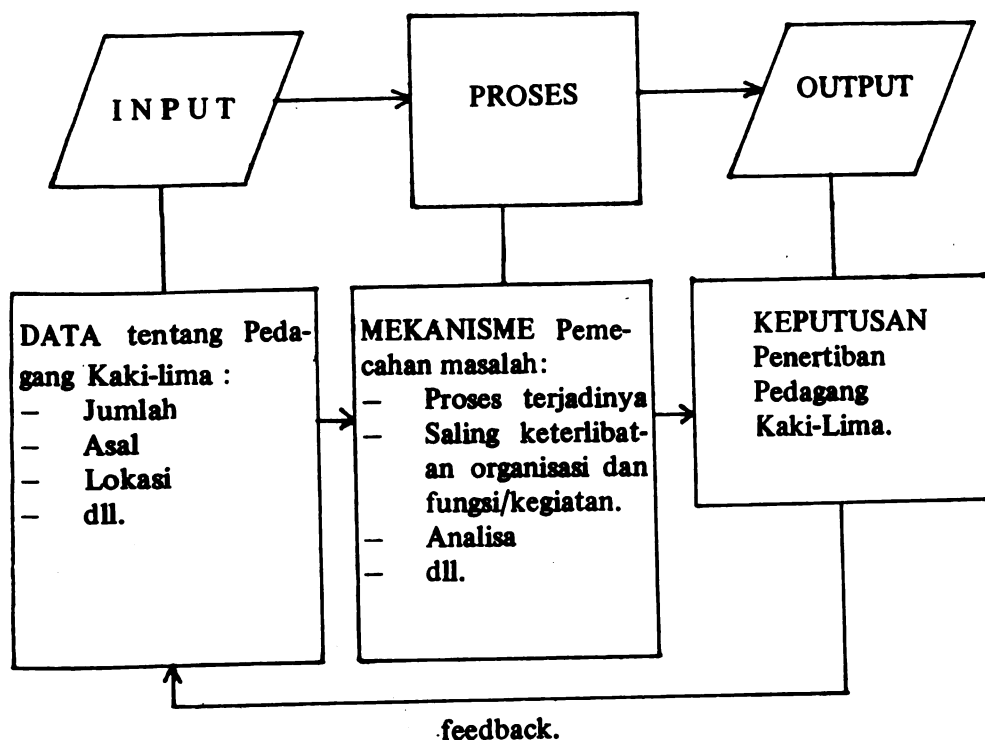 INPUT
PROSES
OUTPUT
DATA tentang Peda-
gang Kaki-lima :
– Jumlah
– Asal
– Lokasi
– dll.
MEKANISME Peme-
cahan masalah:
– Proses terjadinya
– Saling keterlibat-
an organisasi dan
fungsi/kegiatan.
– Analisa
– dll.
KEPUTUSAN
Penertiban
Pedagang
Kaki-Lima.
feedback.